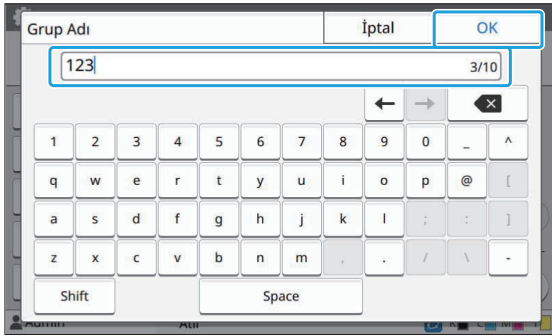 Grup Adı İptal OK
123 3/10
← →
1 2 3 4 5 6 7 8 9 0 _ ^
q w e r t y u i o p @ [
a s d f g h j k l ; : ]
z x c v b n m , . / \ -
Shift Space
Admin